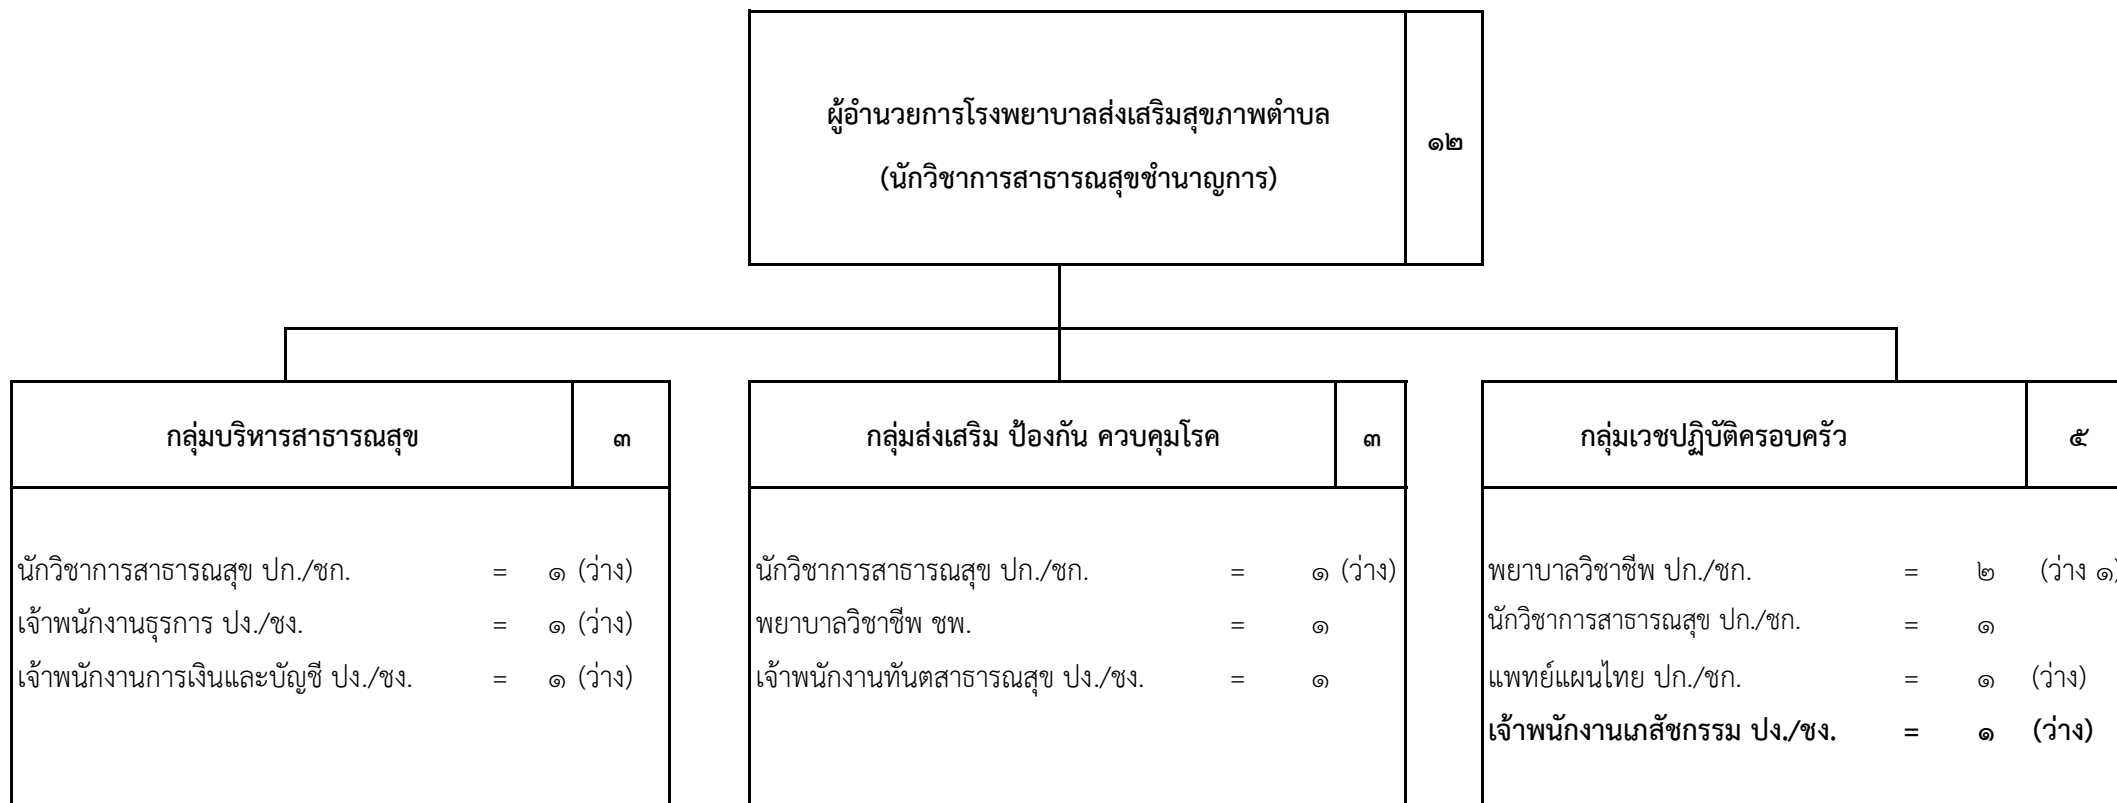 ผู้อำนวยการโรงพยาบาลส่งเสริมสุขภาพตำบล
(นักวิชาการสาธารณสุขชำนาญการ)
๑๒
กลุ่มบริหารสาธารณสุข ๓
นักวิชาการสาธารณสุข ปก./ชก. = ๑ (ว่าง)
เจ้าพนักงานธุรการ ปง./ชง. = ๑ (ว่าง)
เจ้าพนักงานการเงินและบัญชี ปง./ชง. = ๑ (ว่าง)
กลุ่มส่งเสริม ป้องกัน ควบคุมโรค ๓
นักวิชาการสาธารณสุข ปก./ชก. = ๑ (ว่าง)
พยาบาลวิชาชีพ ชพ. = ๑
เจ้าพนักงานทันตสาธารณสุข ปง./ชง. = ๑
กลุ่มเวชปฏิบัติครอบครัว ๕
พยาบาลวิชาชีพ ปก./ชก. = ๒ (ว่าง ๑)
นักวิชาการสาธารณสุข ปก./ชก. = ๑
แพทย์แผนไทย ปก./ชก. = ๑ (ว่าง)
เจ้าพนักงานเภสัชกรรม ปง./ชง. = ๑ (ว่าง)